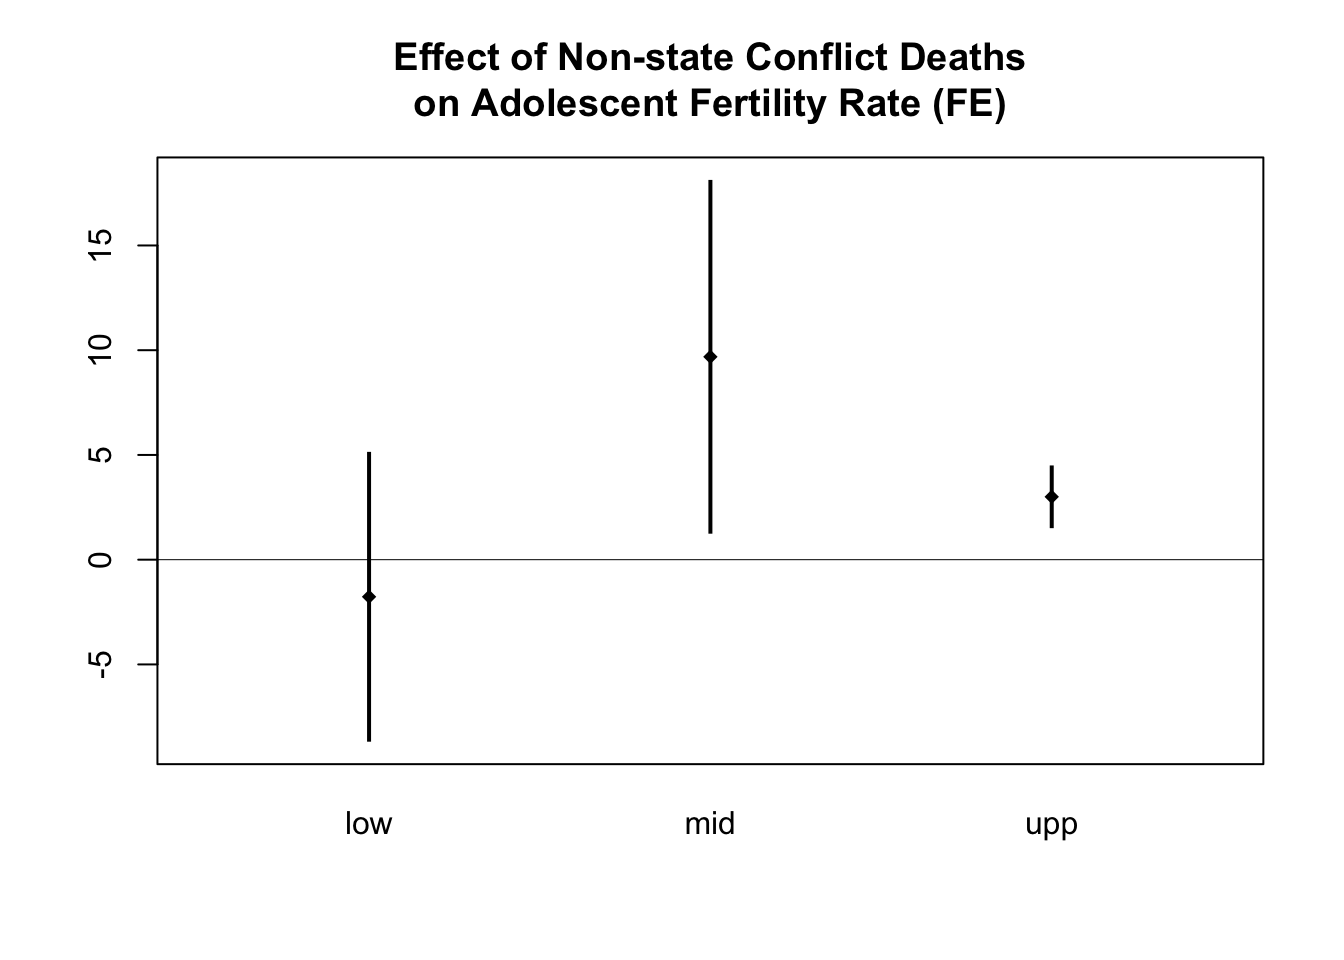 Effect of Non-state Conflict Deaths
on Adolescent Fertility Rate (FE)
15
10
5
0
-5
low mid upp